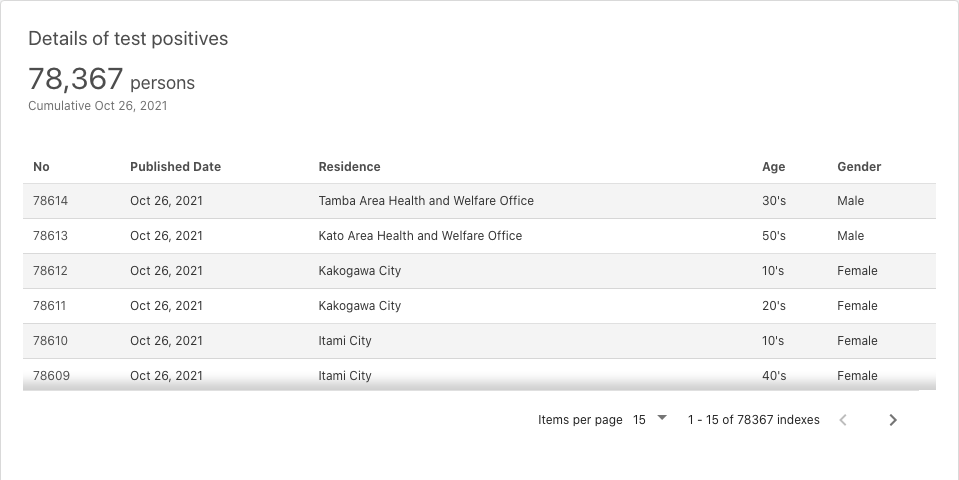 Details of test positives
78,367 persons
Cumulative Oct 26, 2021
No Published Date Residence Age Gender
78614 Oct 26, 2021 Tamba Area Health and Welfare Office 30's Male
78613 Oct 26, 2021 Kato Area Health and Welfare Office 50's Male
78612 Oct 26, 2021 Kakogawa City 10's Female
78611 Oct 26, 2021 Kakogawa City 20's Female
78610 Oct 26, 2021 Itami City 10's Female
78609 Oct 26, 2021 Itami City 40's Female
Items per page 15 1 - 15 of 78367 indexes